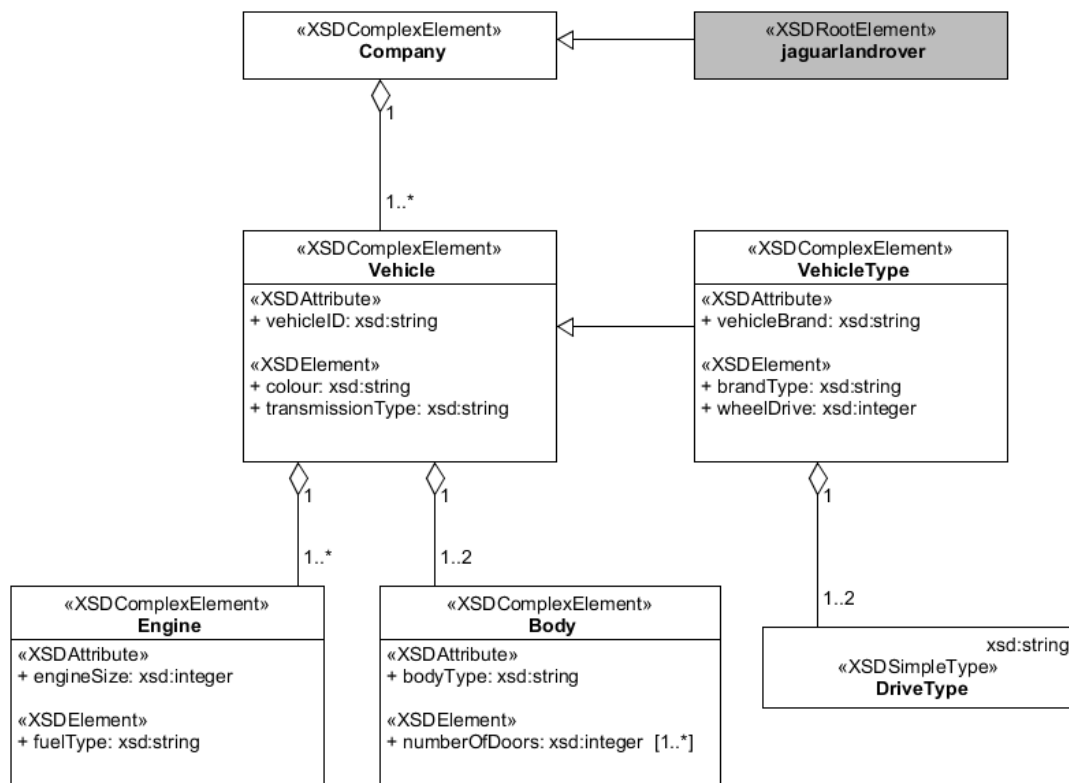 «XSDComplexElement»
Company
«XSDRootElement»
jaguarlandrover
1
1..*
«XSDComplexElement»
Vehicle
«XSDAttribute»
+ vehicleID: xsd:string
«XSDElement»
+ colour: xsd:string
+ transmissionType: xsd:string
«XSDComplexElement»
VehicleType
«XSDAttribute»
+ vehicleBrand: xsd:string
«XSDElement»
+ brandType: xsd:string
+ wheelDrive: xsd:integer
1
1
1
1..*
1..2
1..2
«XSDComplexElement»
Engine
«XSDAttribute»
+ engineSize: xsd:integer
«XSDElement»
+ fuelType: xsd:string
«XSDComplexElement»
Body
«XSDAttribute»
+ bodyType: xsd:string
«XSDElement»
+ numberOfDoors: xsd:integer [1..*]
xsd:string
«XSDSimpleType»
DriveType